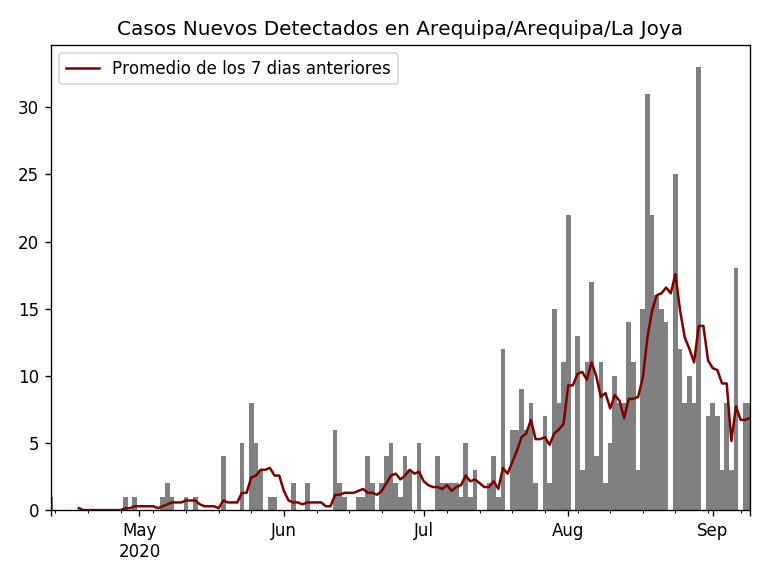 Casos Nuevos Detectados en Arequipa/Arequipa/La Joya
Promedio de los 7 dias anteriores
30
25
20
15
10
5
0
May
2020
Jun
Jul
Aug
Sep